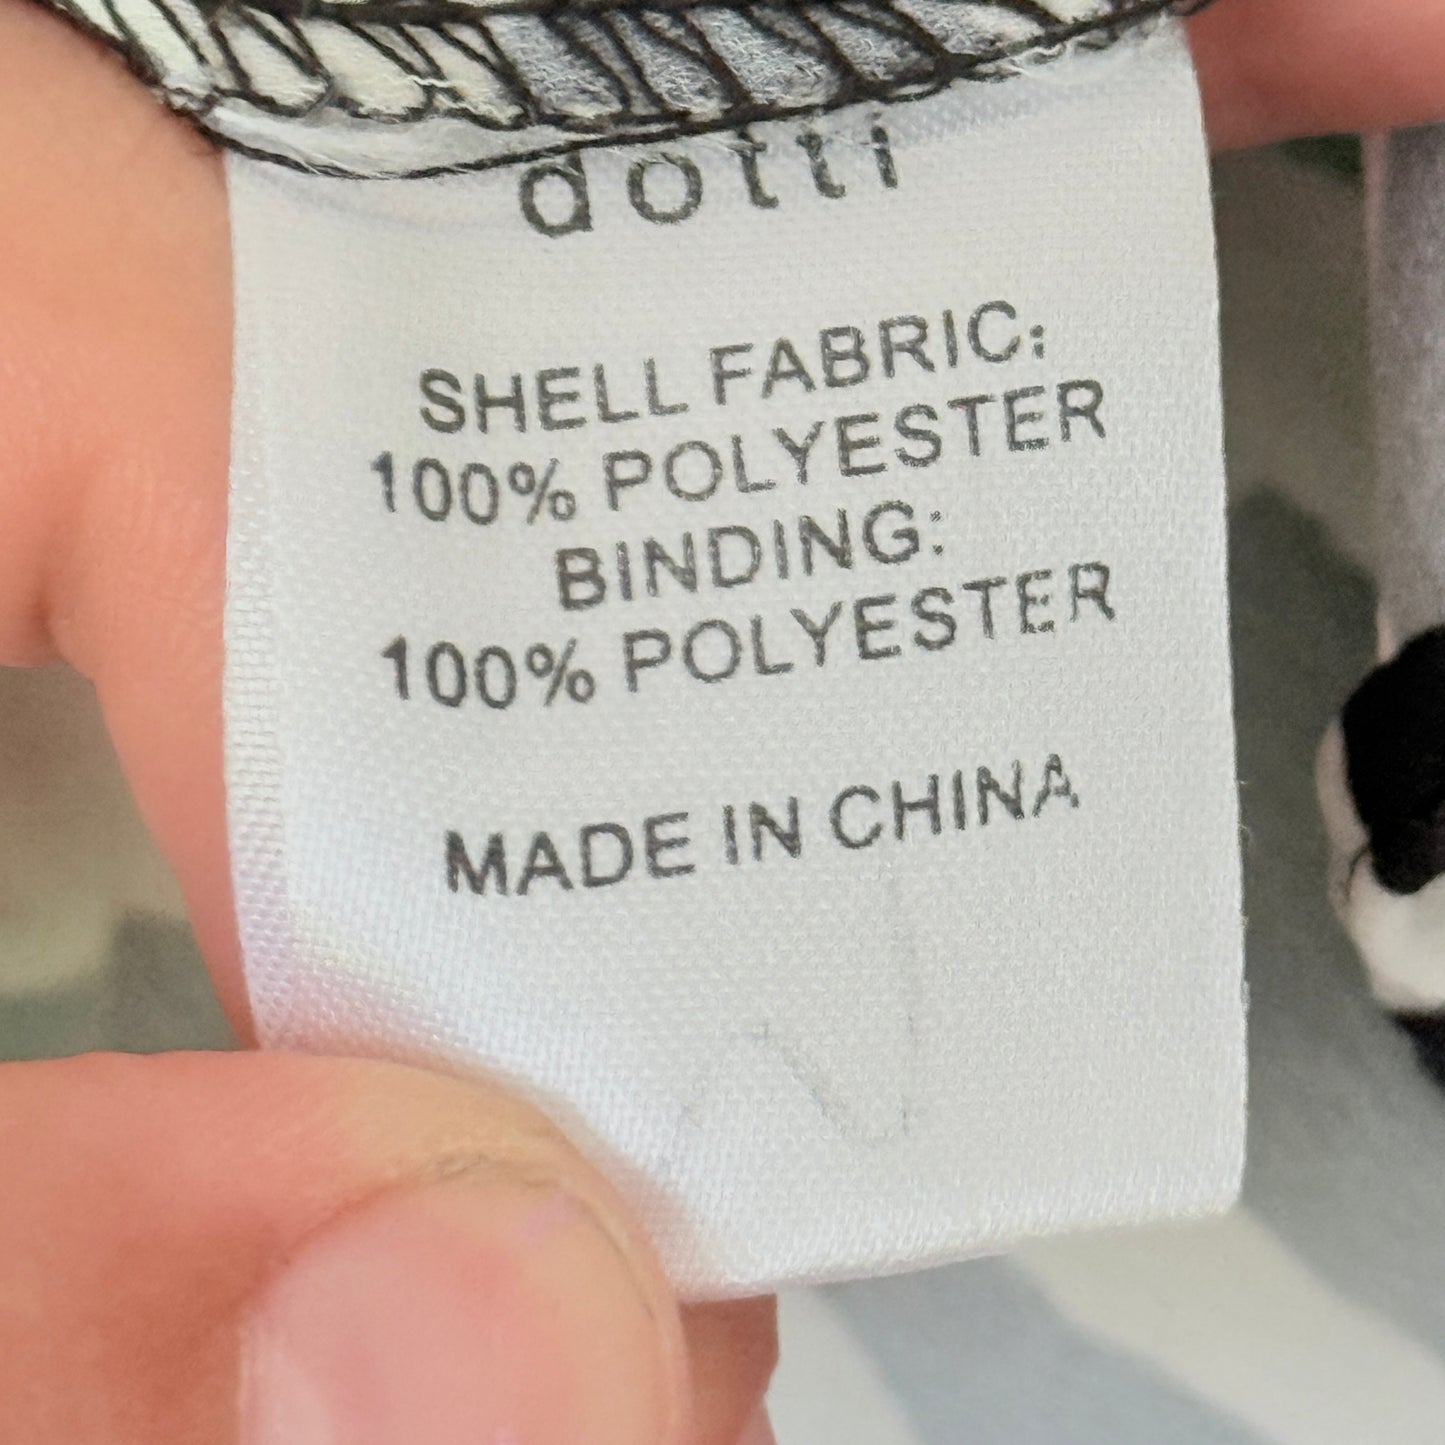 dotti
SHELL FABRIC:
100% POLYESTER
BINDING:
100% POLYESTER
MADE IN CHINA